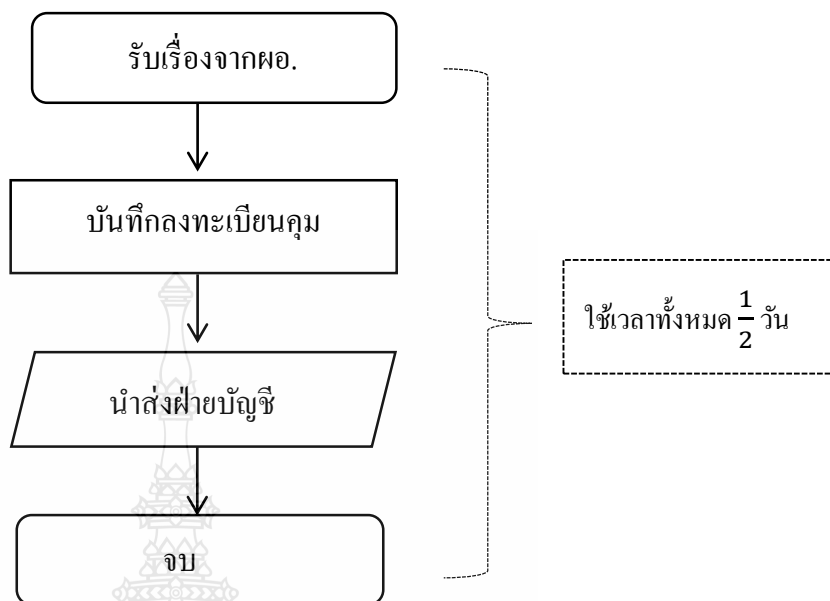 รับเรื่องจากผอ.
บันทึกลงทะเบียนคุม
นำส่งฝ่ายบัญชี
จบ
ใช้เวลาทั้งหมด 1/2 วัน